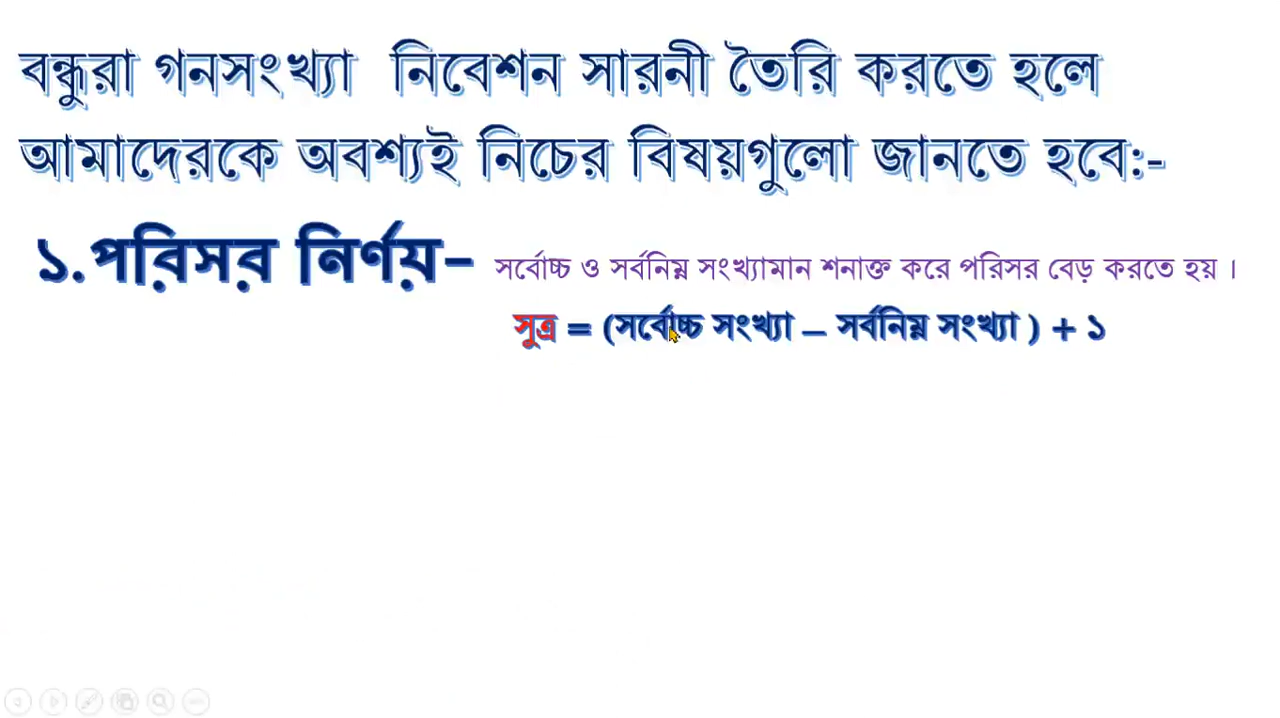 বন্ধুরা গনসংখ্যা নিবেশন সারনী তৈরি করতে হলে
আমাদেরকে অবশ্যই নিচের বিষয়গুলো জানতে হবে:-
১.পরিসর নির্ণয়- সর্বোচ্চ ও সর্বনিম্ন সংখ্যামান শনাক্ত করে পরিসর বেড় করতে হয় ।
সুত্র = (সর্বোচ্চ সংখ্যা – সর্বনিম্ন সংখ্যা ) + ১